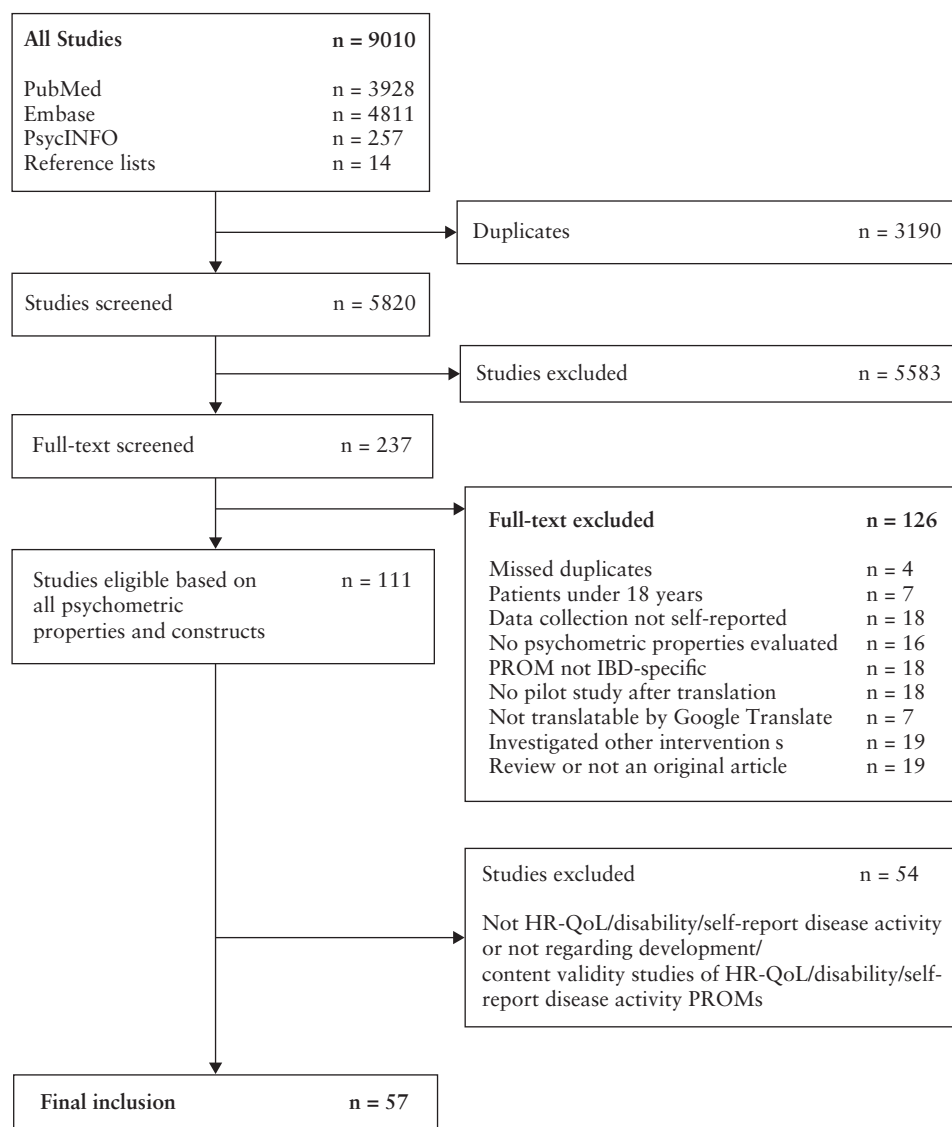 All Studies n = 9010
PubMed n = 3928
Embase n = 4811
PsycINFO n = 257
Reference lists n = 14
Duplicates n = 3190
Studies screened n = 5820
Studies excluded n = 5583
Full-text screened n = 237
Full-text excluded n = 126
Missed duplicates n = 4
Patients under 18 years n = 7
Data collection not self-reported n = 18
No psychometric properties evaluated n = 16
PROM not IBD-specific n = 18
No pilot study after translation n = 18
Not translatable by Google Translate n = 7
Investigated other intervention s n = 19
Review or not an original article n = 19
Studies eligible based on n = 111
all psychometric
properties and constructs
Studies excluded n = 54
Not HR-QoL/disability/self-report disease activity
or not regarding development/
content validity studies of HR-QoL/disability/self-
report disease activity PROMs
Final inclusion n = 57